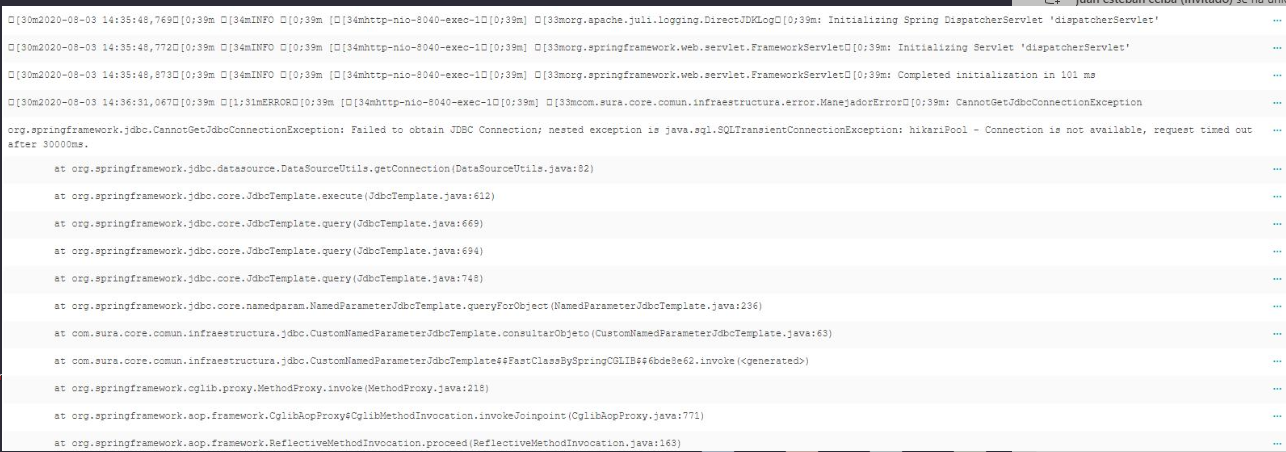 juan esteban ceiba (Invitado) se ha unid
□[30m2020-08-03 14:35:48,769□[0;39m □[34mINFO □[0;39m [□[34mhttp-nio-8040-exec-1□[0;39m] □[33morg.apache.juli.logging.DirectJDKLog□[0;39m: Initializing Spring DispatcherServlet 'dispatcherServlet'
□[30m2020-08-03 14:35:48,772□[0;39m □[34mINFO □[0;39m [□[34mhttp-nio-8040-exec-1□[0;39m] □[33morg.springframework.web.servlet.FrameworkServlet□[0;39m: Initializing Servlet 'dispatcherServlet'
□[30m2020-08-03 14:35:48,873□[0;39m □[34mINFO □[0;39m [□[34mhttp-nio-8040-exec-1□[0;39m] □[33morg.springframework.web.servlet.FrameworkServlet□[0;39m: Completed initialization in 101 ms
□[30m2020-08-03 14:36:31,067□[0;39m □[1;31mERROR□[0;39m [□[34mhttp-nio-8040-exec-1□[0;39m] □[33mcom.sura.core.comun.infraestructura.error.ManejadorError□[0;39m: CannotGetJdbcConnectionException
org.springframework.jdbc.CannotGetJdbcConnectionException: Failed to obtain JDBC Connection; nested exception is java.sql.SQLTransientConnectionException: hikariPool - Connection is not available, request timed out
after 30000ms.
at org.springframework.jdbc.datasource.DataSourceUtils.getConnection(DataSourceUtils.java:82)
at org.springframework.jdbc.core.JdbcTemplate.execute(JdbcTemplate.java:612)
at org.springframework.jdbc.core.JdbcTemplate.query(JdbcTemplate.java:669)
at org.springframework.jdbc.core.JdbcTemplate.query(JdbcTemplate.java:694)
at org.springframework.jdbc.core.JdbcTemplate.query(JdbcTemplate.java:748)
at org.springframework.jdbc.core.namedparam.NamedParameterJdbcTemplate.queryForObject(NamedParameterJdbcTemplate.java:236)
at com.sura.core.comun.infraestructura.jdbc.CustomNamedParameterJdbcTemplate.consultarObjeto(CustomNamedParameterJdbcTemplate.java:63)
at com.sura.core.comun.infraestructura.jdbc.CustomNamedParameterJdbcTemplate$$FastClassBySpringCGLIB$$6bde8e62.invoke(<generated>)
at org.springframework.cglib.proxy.MethodProxy.invoke(MethodProxy.java:218)
at org.springframework.aop.framework.CglibAopProxy$CglibMethodInvocation.invokeJoinpoint(CglibAopProxy.java:771)
at org.springframework.aop.framework.ReflectiveMethodInvocation.proceed(ReflectiveMethodInvocation.java:163)